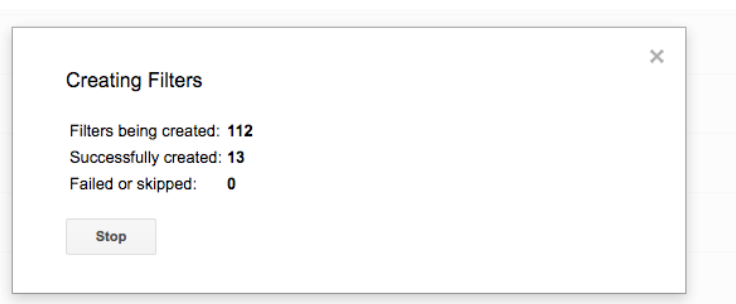 Creating Filters
Filters being created: 112
Successfully created: 13
Failed or skipped: 0
Stop